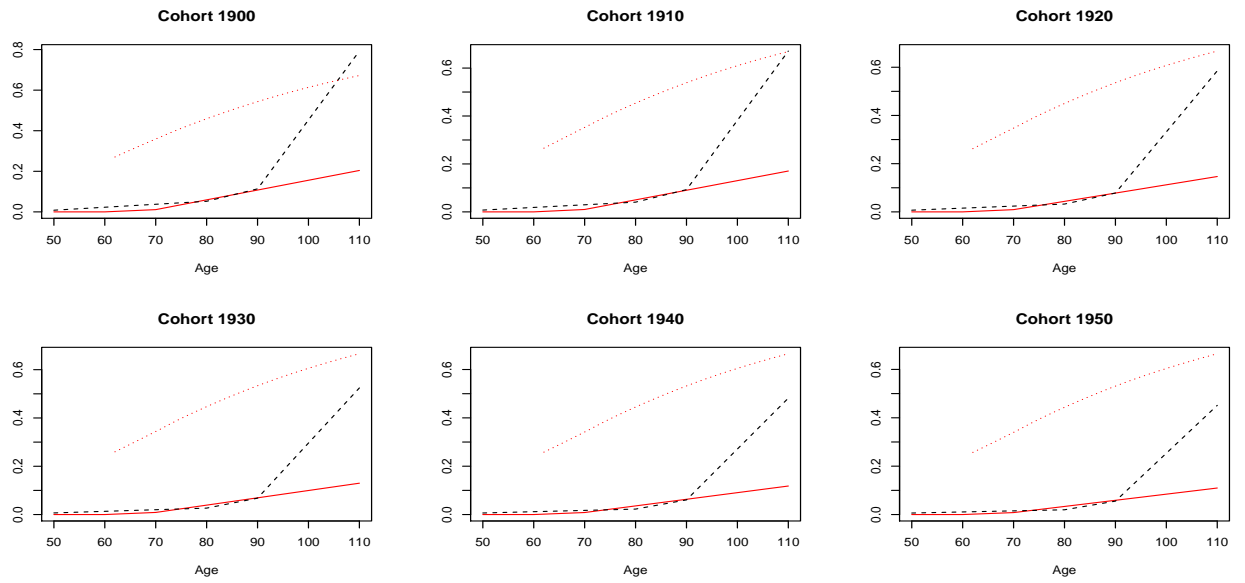 Cohort 1900
Cohort 1910
Cohort 1920
0.0 0.2 0.4 0.6 0.8
0.0 0.2 0.4 0.6
0.0 0.2 0.4 0.6
50 60 70 80 90 100 110
50 60 70 80 90 100 110
50 60 70 80 90 100 110
Age
Age
Age
Cohort 1930
Cohort 1940
Cohort 1950
0.0 0.2 0.4 0.6
0.0 0.2 0.4 0.6
0.0 0.2 0.4 0.6
50 60 70 80 90 100 110
50 60 70 80 90 100 110
50 60 70 80 90 100 110
Age
Age
Age